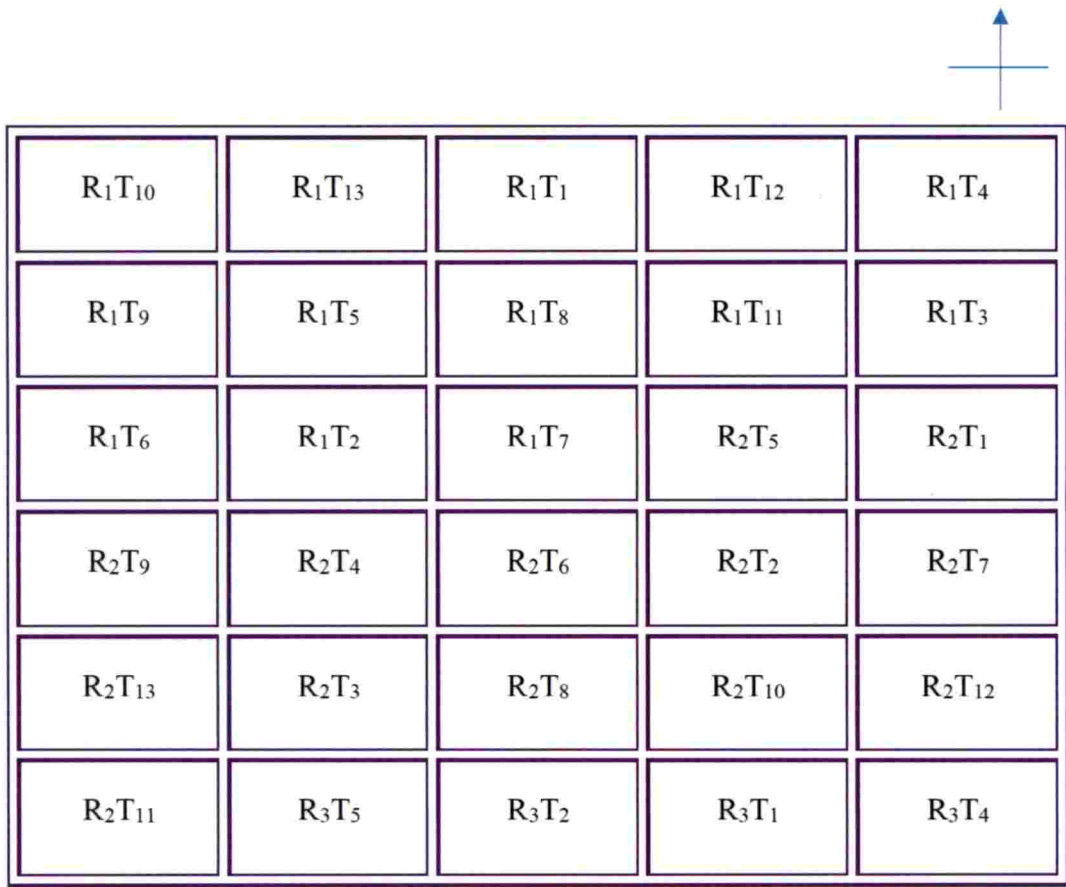 R₁T₁₀ R₁T₁₃ R₁T₁ R₁T₁₂ R₁T₄
R₁T₉ R₁T₅ R₁T₈ R₁T₁₁ R₁T₃
R₁T₆ R₁T₂ R₁T₇ R₂T₅ R₂T₁
R₂T₉ R₂T₄ R₂T₆ R₂T₂ R₂T₇
R₂T₁₃ R₂T₃ R₂T₈ R₂T₁₀ R₂T₁₂
R₂T₁₁ R₃T₅ R₃T₂ R₃T₁ R₃T₄